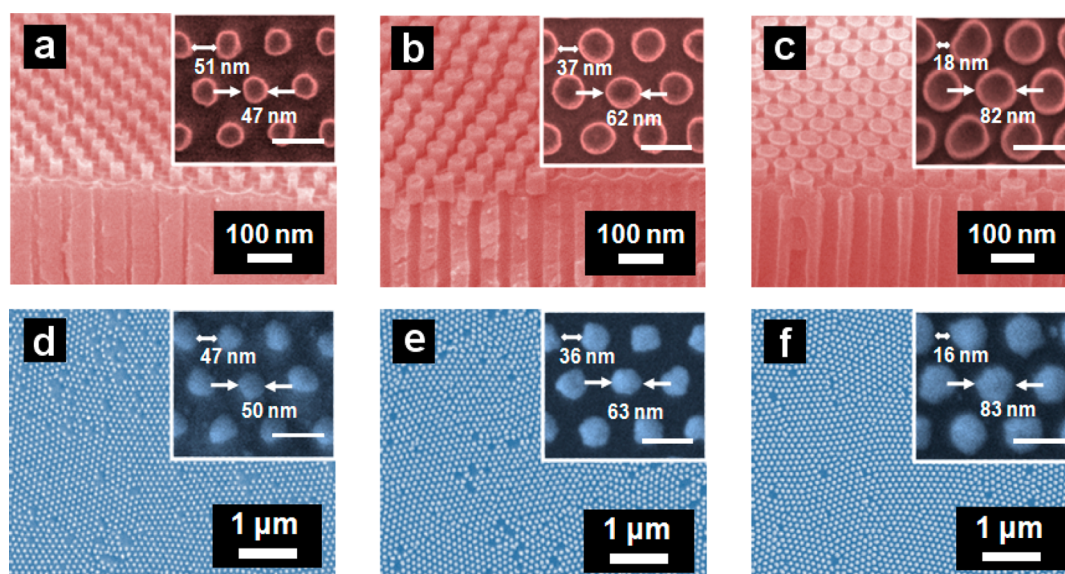 a
51 nm
47 nm
100 nm
b
37 nm
62 nm
100 nm
c
18 nm
82 nm
100 nm
d
47 nm
50 nm
1 µm
e
36 nm
63 nm
1 µm
f
16 nm
83 nm
1 µm